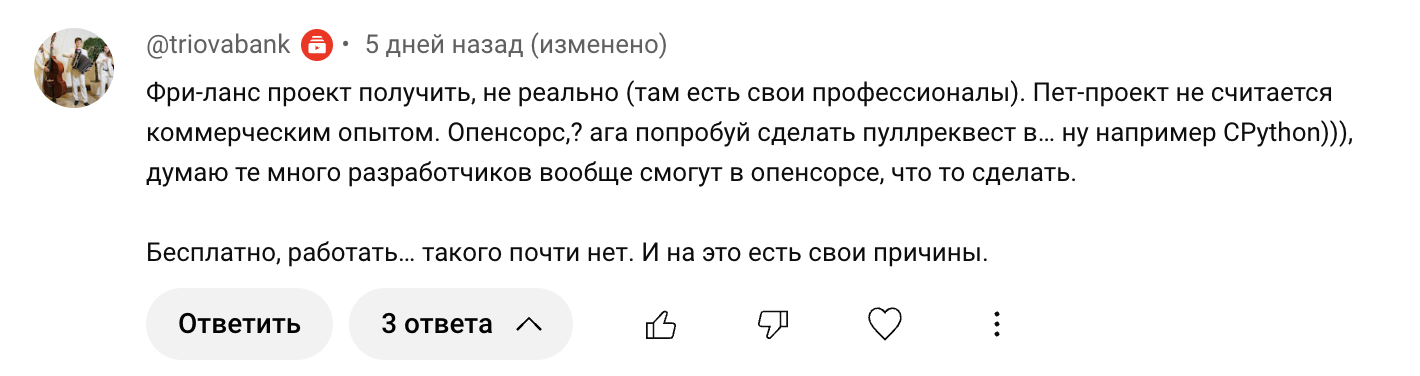 @triovabank • 5 дней назад (изменено)
Фри-ланс проект получить, не реально (там есть свои профессионалы). Пет-проект не считается
коммерческим опытом. Опенсорс,? ага попробуй сделать пуллреквест в... ну например CPython))),
думаю те много разработчиков вообще смогут в опенсорсе, что то сделать.
Бесплатно, работать... такого почти нет. И на это есть свои причины.
Ответить 3 ответа